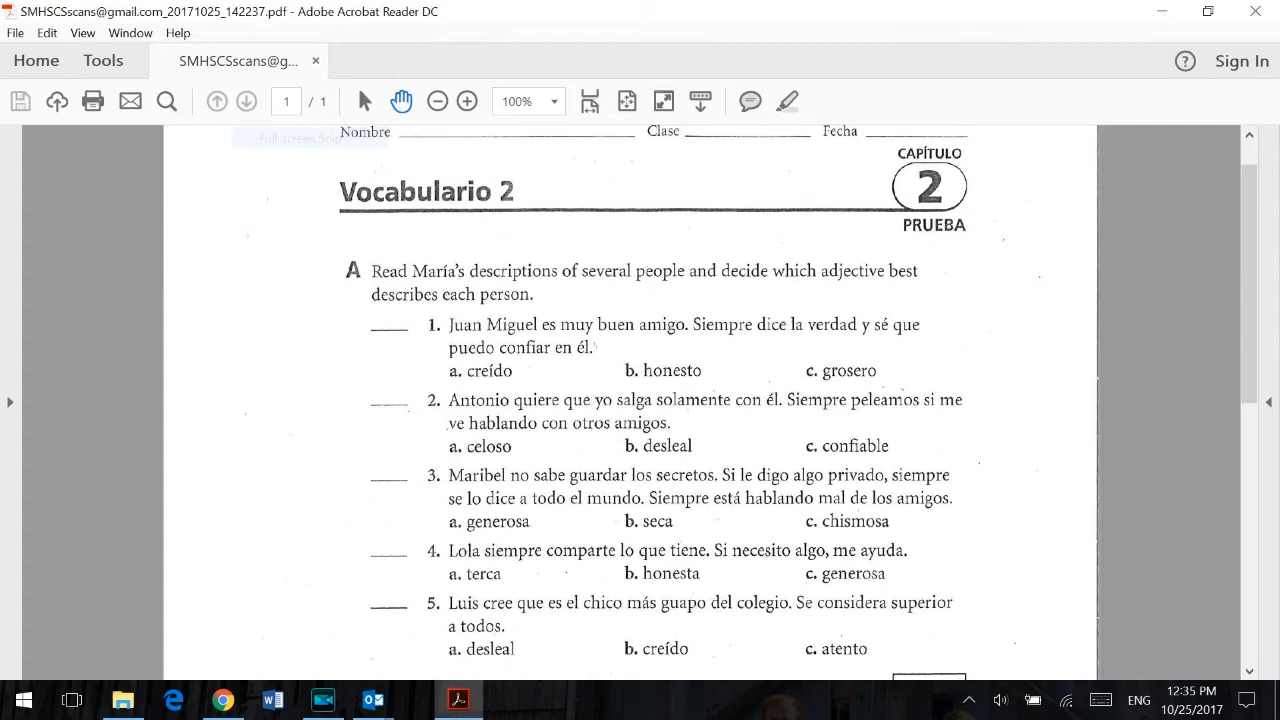 SMHSCSscans@gmail.com_20171025_142237.pdf - Adobe Acrobat Reader DC
File Edit View Window Help
Home Tools SMHSCSscans@g... × ? Sign In
1 / 1 100%
Full screen Snip
Nombre Clase Fecha
CAPÍTULO
Vocabulario 2 2
PRUEBA
A Read María's descriptions of several people and decide which adjective best
describes each person.
1. Juan Miguel es muy buen amigo. Siempre dice la verdad y sé que
puedo confiar en él.
a. creído b. honesto c. grosero
2. Antonio quiere que yo salga solamente con él. Siempre peleamos si me
ve hablando con otros amigos.
a. celoso b. desleal c. confiable
3. Maribel no sabe guardar los secretos. Si le digo algo privado, siempre
se lo dice a todo el mundo. Siempre está hablando mal de los amigos.
a. generosa b. seca c. chismosa
4. Lola siempre comparte lo que tiene. Si necesito algo, me ayuda.
a. terca b. honesta c. generosa
5. Luis cree que es el chico más guapo del colegio. Se considera superior
a todos.
a. desleal b. creído c. atento
ENG 12:35 PM
10/25/2017